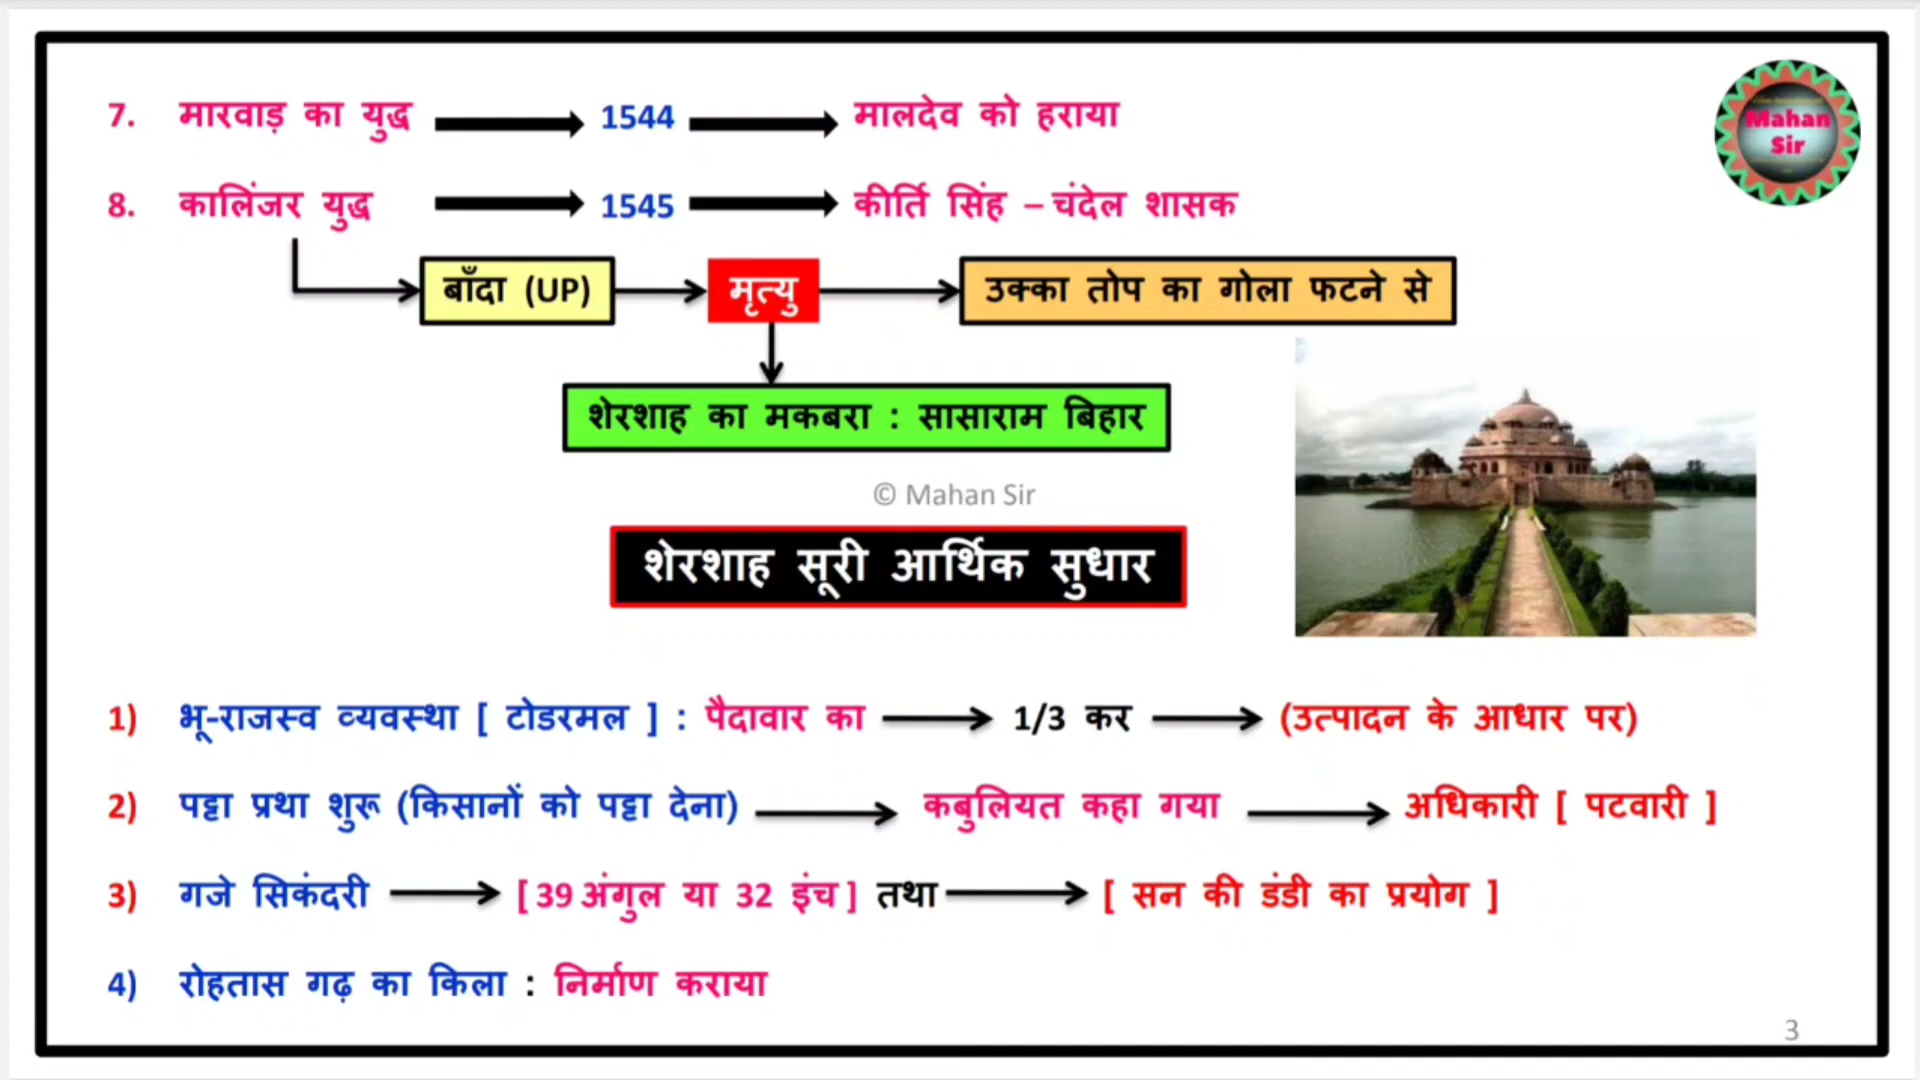 7. मारवाड़ का युद्ध 1544 मालदेव को हराया
Mahan Sir
8. कालिंजर युद्ध 1545 कीर्ति सिंह – चंदेल शासक
बाँदा (UP) मृत्यु उक्का तोप का गोला फटने से
शेरशाह का मकबरा : सासाराम बिहार
© Mahan Sir
शेरशाह सूरी आर्थिक सुधार
1) भू-राजस्व व्यवस्था [ टोडरमल ] : पैदावार का 1/3 कर (उत्पादन के आधार पर)
2) पट्टा प्रथा शुरू (किसानों को पट्टा देना) कबुलियत कहा गया अधिकारी [ पटवारी ]
3) गजे सिकंदरी [ 39 अंगुल या 32 इंच ] तथा [ सन की डंडी का प्रयोग ]
4) रोहतास गढ़ का किला : निर्माण कराया
3